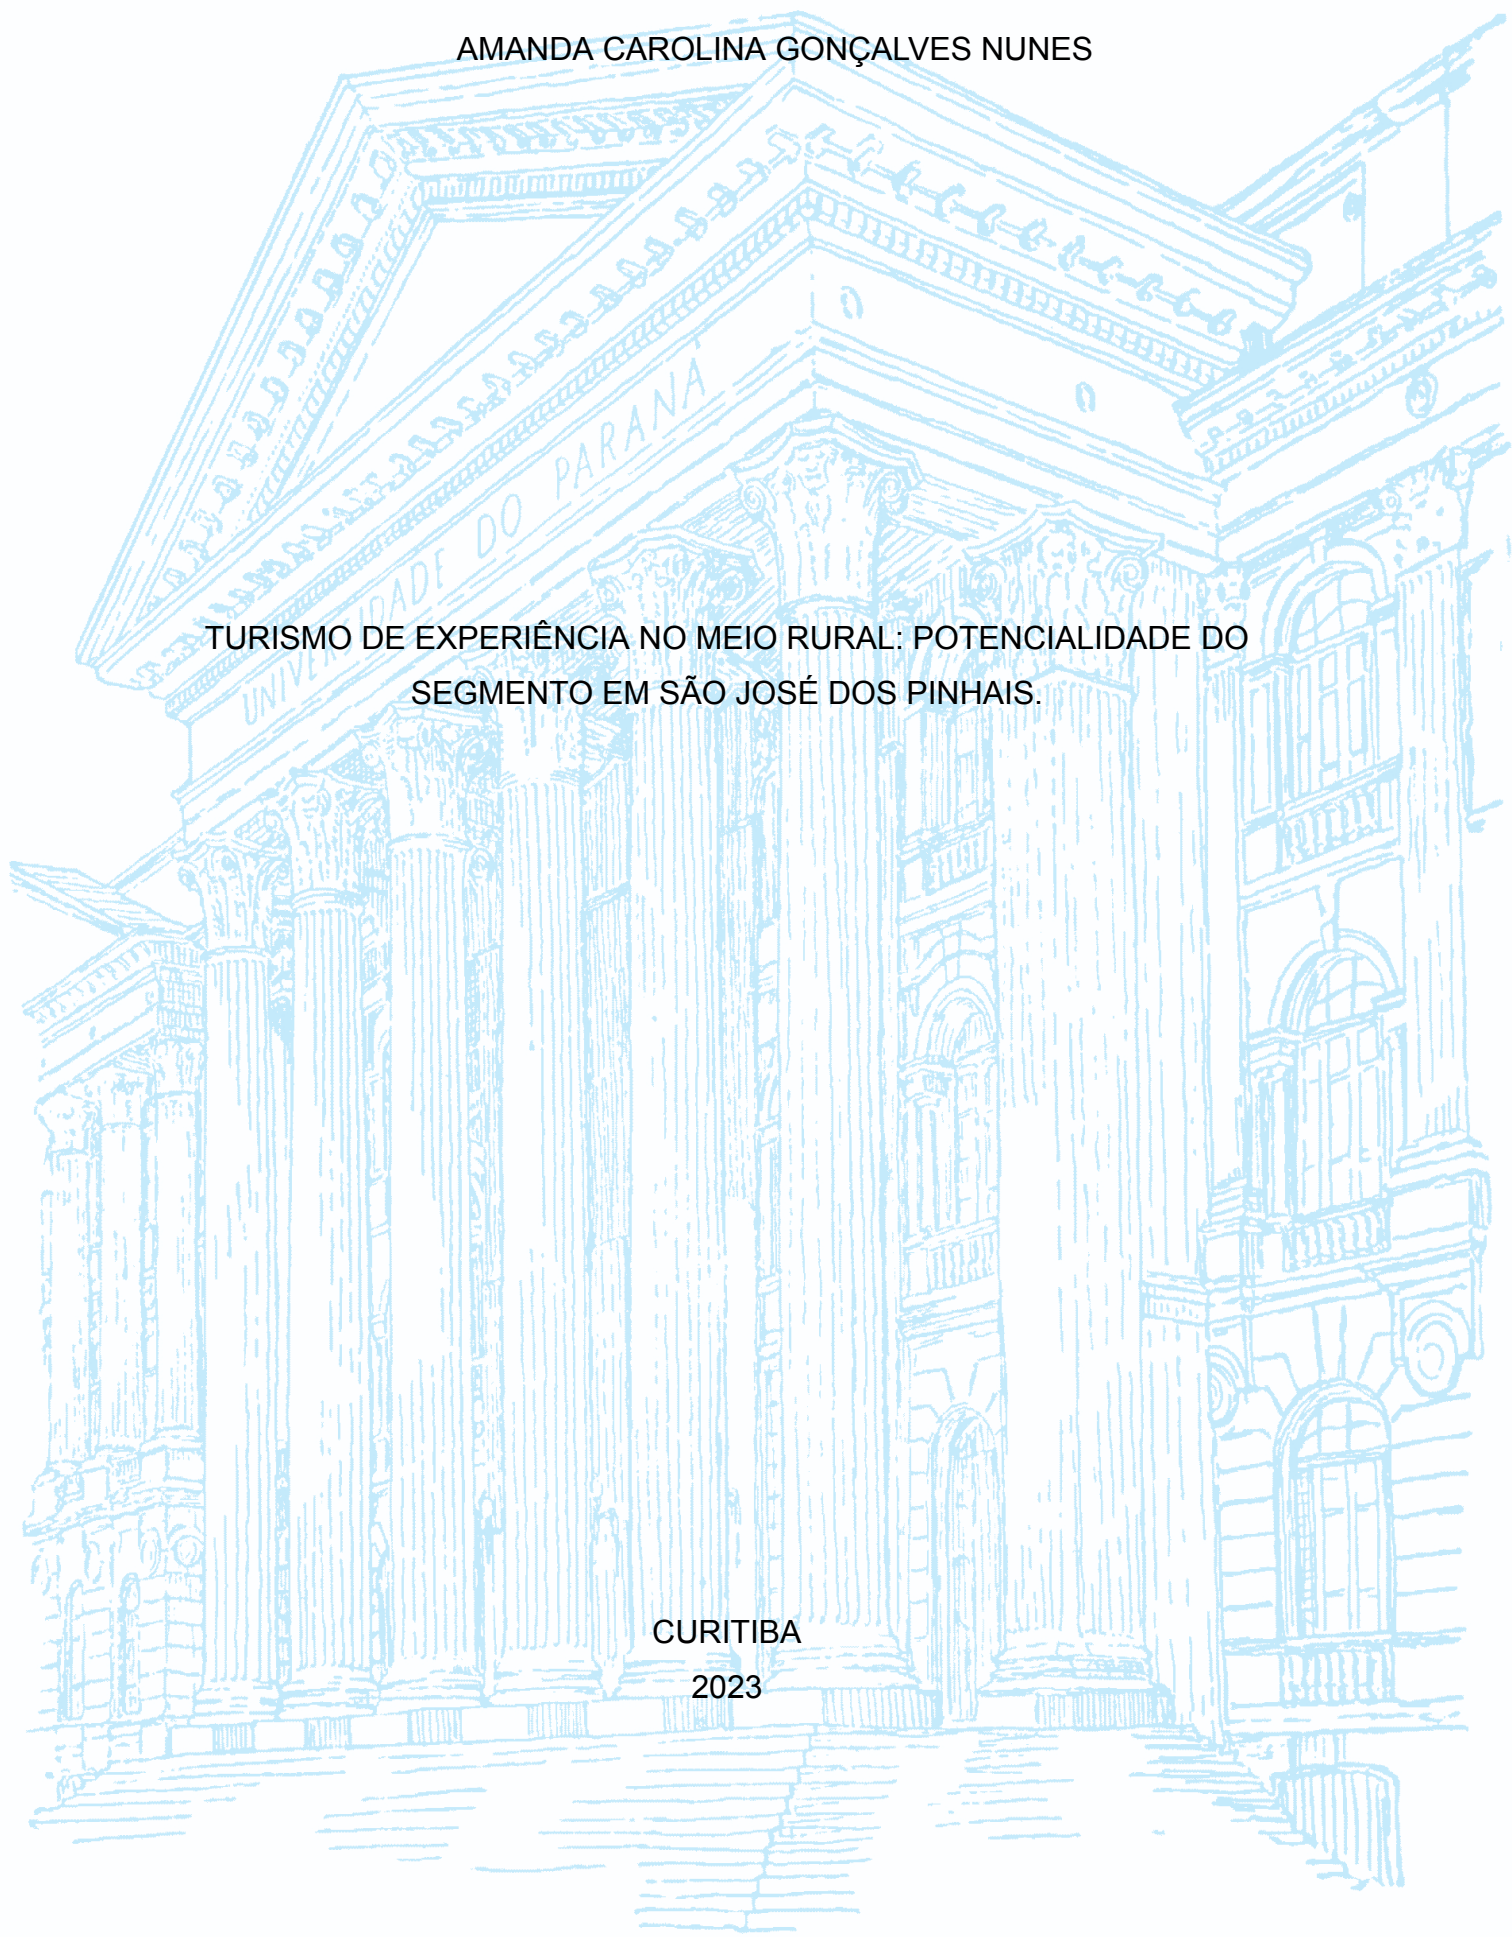 AMANDA CAROLINA GONÇALVES NUNES
UNIVERSIDADE DO PARANÁ
TURISMO DE EXPERIÊNCIA NO MEIO RURAL: POTENCIALIDADE DO
SEGMENTO EM SÃO JOSÉ DOS PINHAIS.
CURITIBA
2023